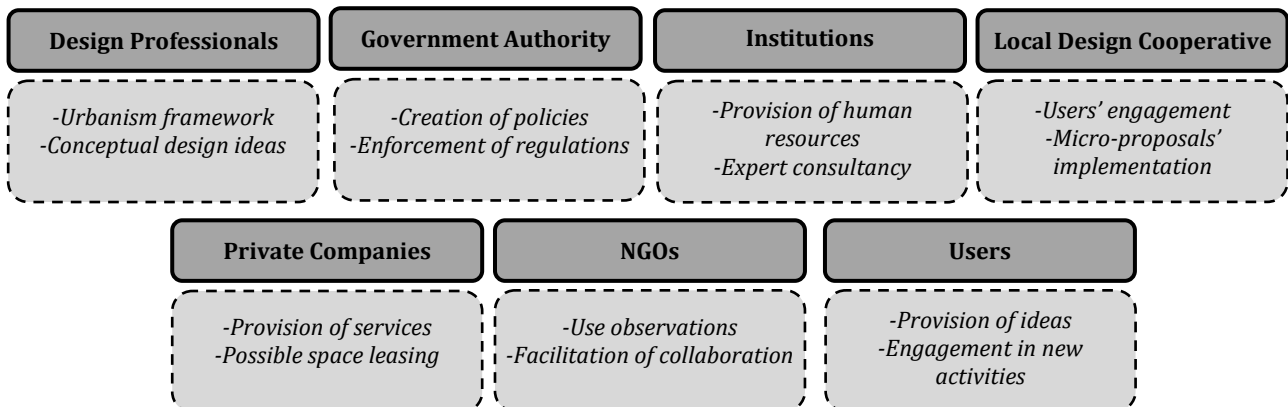 Design Professionals
-Urbanism framework
-Conceptual design ideas
Government Authority
-Creation of policies
-Enforcement of regulations
Institutions
-Provision of human
resources
-Expert consultancy
Local Design Cooperative
-Users’ engagement
-Micro-proposals’
implementation
Private Companies
-Provision of services
-Possible space leasing
NGOs
-Use observations
-Facilitation of collaboration
Users
-Provision of ideas
-Engagement in new
activities